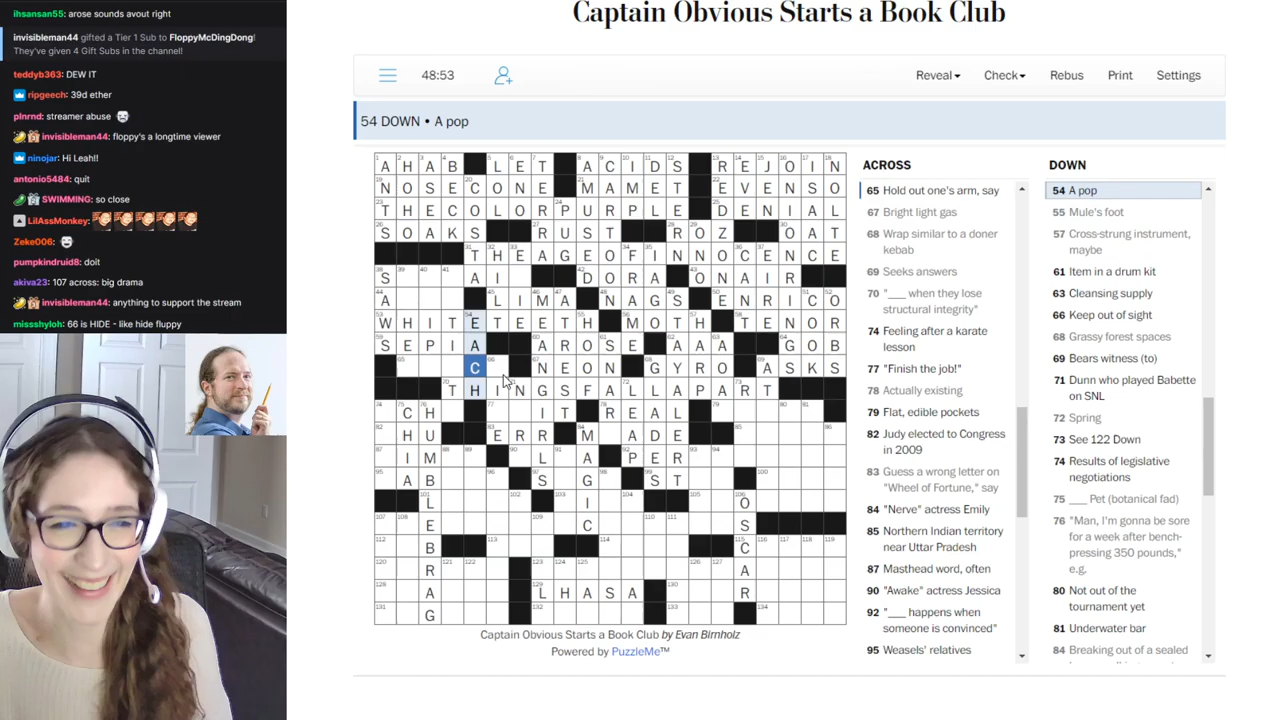 ihsansan55: arose sounds avout right
invisibleman44 gifted a Tier 1 Sub to FloppyMcDingDong!
They've given 4 Gift Subs in the channel!
teddyb363: DEW IT
ripgeech: 39d ether
plnrnd: streamer abuse
invisibleman44: floppy's a longtime viewer
ninojar: Hi Leah!!
antonio5484: quit
SWIMMING: so close
LilAssMonkey:
Zeke006:
pumpkindruid8: doit
akiva23: 107 across: big drama
invisibleman44: anything to support the stream
missshyloh: 66 is HIDE - like hide fluppy
Captain Obvious Starts a Book Club
48:53
Reveal
Check
Rebus
Print
Settings
54 DOWN • A pop
A H A B L E T A C I D S R E J O I N
N O S E C O N E M A M E T E V E N S O
T H E C O L O R P U R P L E D E N I A L
S O A K S R U S T R O Z O A T
T H E A G E O F I N N O C E N C E
S A I D O R A O N A I R
A L I M A N A G S E N R I C O
W H I T E T E E T H M O T H T E N O R
S E P I A A R O S E A A A G O B
C N E O N G Y R O A S K S
T H I N G S F A L L A P A R T
C H I T R E A L
H U E R R M A D E
I M L A P E R
A B S G S T
L I O
E C S
B C
R A
A L H A S A R
G
Captain Obvious Starts a Book Club by Evan Birnholz
Powered by PuzzleMe™
ACROSS
65 Hold out one's arm, say
67 Bright light gas
68 Wrap similar to a doner
kebab
69 Seeks answers
70 "___ when they lose
structural integrity"
74 Feeling after a karate
lesson
77 "Finish the job!"
78 Actually existing
79 Flat, edible pockets
82 Judy elected to Congress
in 2009
83 Guess a wrong letter on
"Wheel of Fortune," say
84 "Nerve" actress Emily
85 Northern Indian territory
near Uttar Pradesh
87 Masthead word, often
90 "Awake" actress Jessica
92 "___ happens when
someone is convinced"
95 Weasels' relatives
DOWN
54 A pop
55 Mule's foot
57 Cross-strung instrument,
maybe
61 Item in a drum kit
63 Cleansing supply
66 Keep out of sight
68 Grassy forest spaces
69 Bears witness (to)
71 Dunn who played Babette
on SNL
72 Spring
73 See 122 Down
74 Results of legislative
negotiations
75 ___ Pet (botanical fad)
76 "Man, I'm gonna be sore
for a week after bench-
pressing 350 pounds,"
e.g.
80 Not out of the
tournament yet
81 Underwater bar
84 Breaking out of a sealed